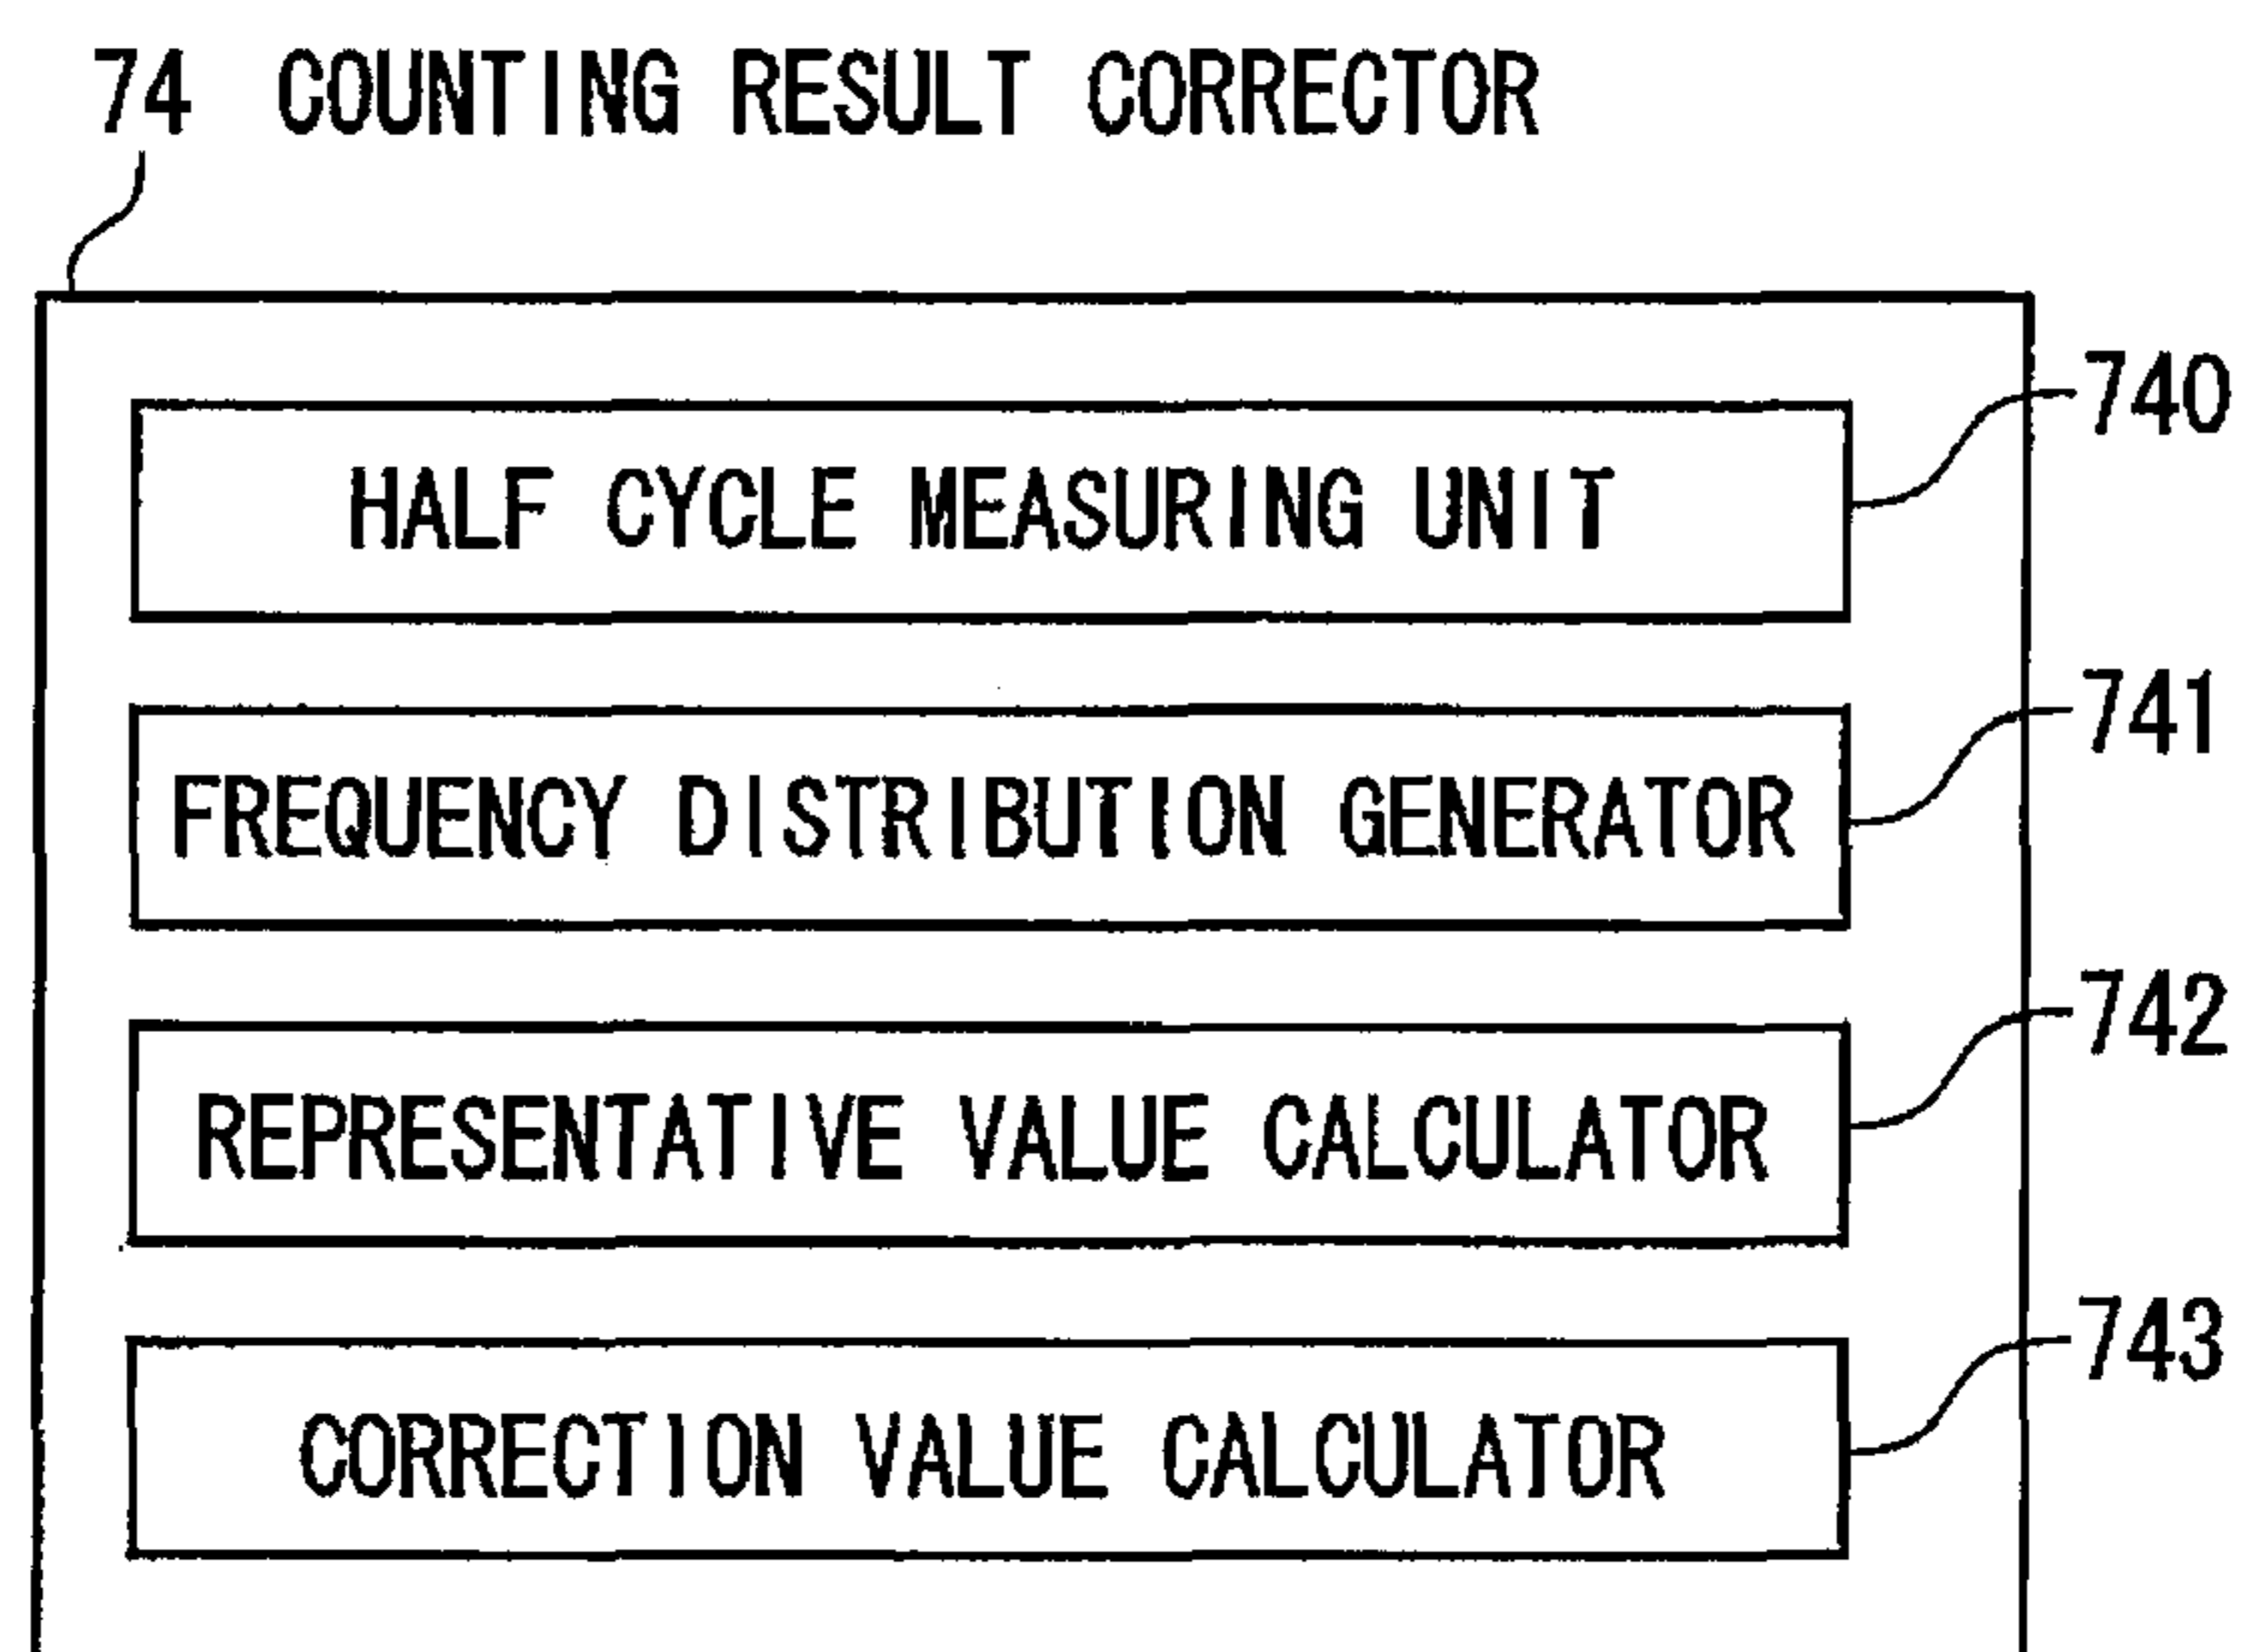 74 COUNTING RESULT CORRECTOR
740
HALF CYCLE MEASURING UNIT
741
FREQUENCY DISTRIBUTION GENERATOR
742
REPRESENTATIVE VALUE CALCULATOR
743
CORRECTION VALUE CALCULATOR